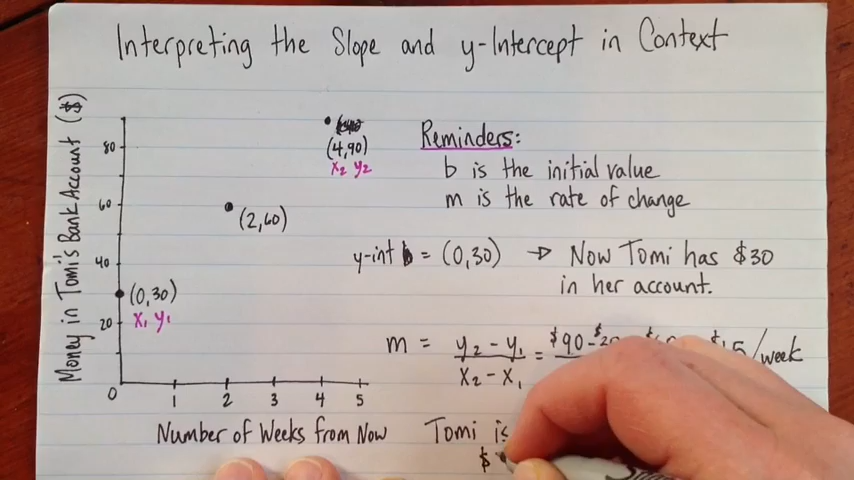 Interpreting the Slope and y-Intercept in Context
Money in Tomi's Bank Account ($)
80
60
40
20
0
1 2 3 4 5
Number of Weeks from Now
(4,90)
x₂ y₂
(2,60)
(0,30)
x₁ y₁
Reminders:
b is the initial value
m is the rate of change
y-int = (0,30) → Now Tomi has $30
in her account.
m = y₂ - y₁ = $90 - $ /week
x₂ - x₁
Tomi is
$